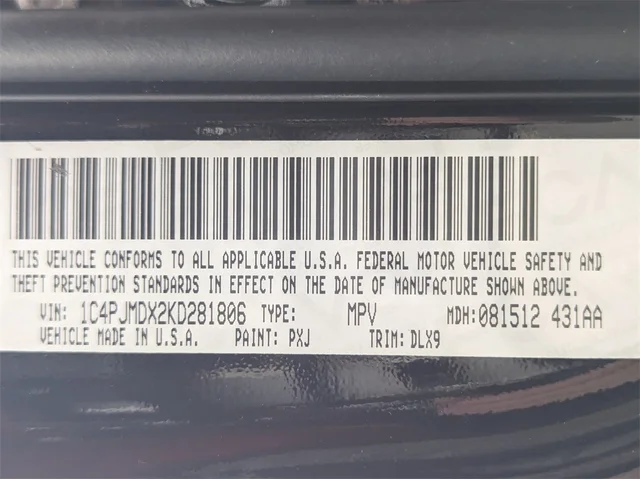 THIS VEHICLE CONFORMS TO ALL APPLICABLE U.S.A. FEDERAL MOTOR VEHICLE SAFETY AND
THEFT PREVENTION STANDARDS IN EFFECT ON THE DATE OF MANUFACTURE SHOWN ABOVE.
VIN: 1C4PJMDX2KD281806 TYPE: MPV MDH: 081512 431AA
VEHICLE MADE IN U.S.A. PAINT: PXJ TRIM: DLX9